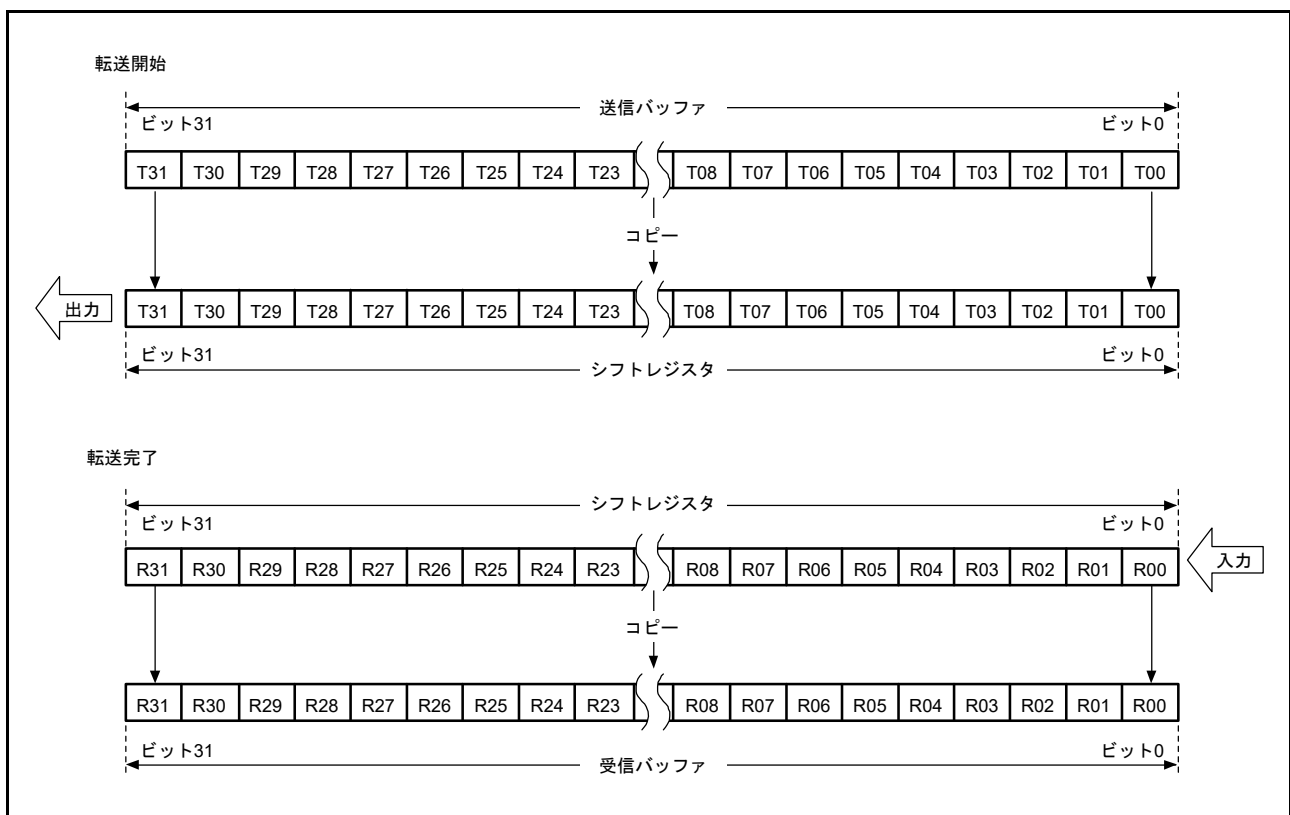 転送開始
送信バッファ
ビット31 ビット0
T31 T30 T29 T28 T27 T26 T25 T24 T23 T08 T07 T06 T05 T04 T03 T02 T01 T00
コピー
出力
T31 T30 T29 T28 T27 T26 T25 T24 T23 T08 T07 T06 T05 T04 T03 T02 T01 T00
ビット31 ビット0
シフトレジスタ
転送完了
シフトレジスタ
ビット31 ビット0
R31 R30 R29 R28 R27 R26 R25 R24 R23 R08 R07 R06 R05 R04 R03 R02 R01 R00
入力
コピー
R31 R30 R29 R28 R27 R26 R25 R24 R23 R08 R07 R06 R05 R04 R03 R02 R01 R00
ビット31 ビット0
受信バッファ